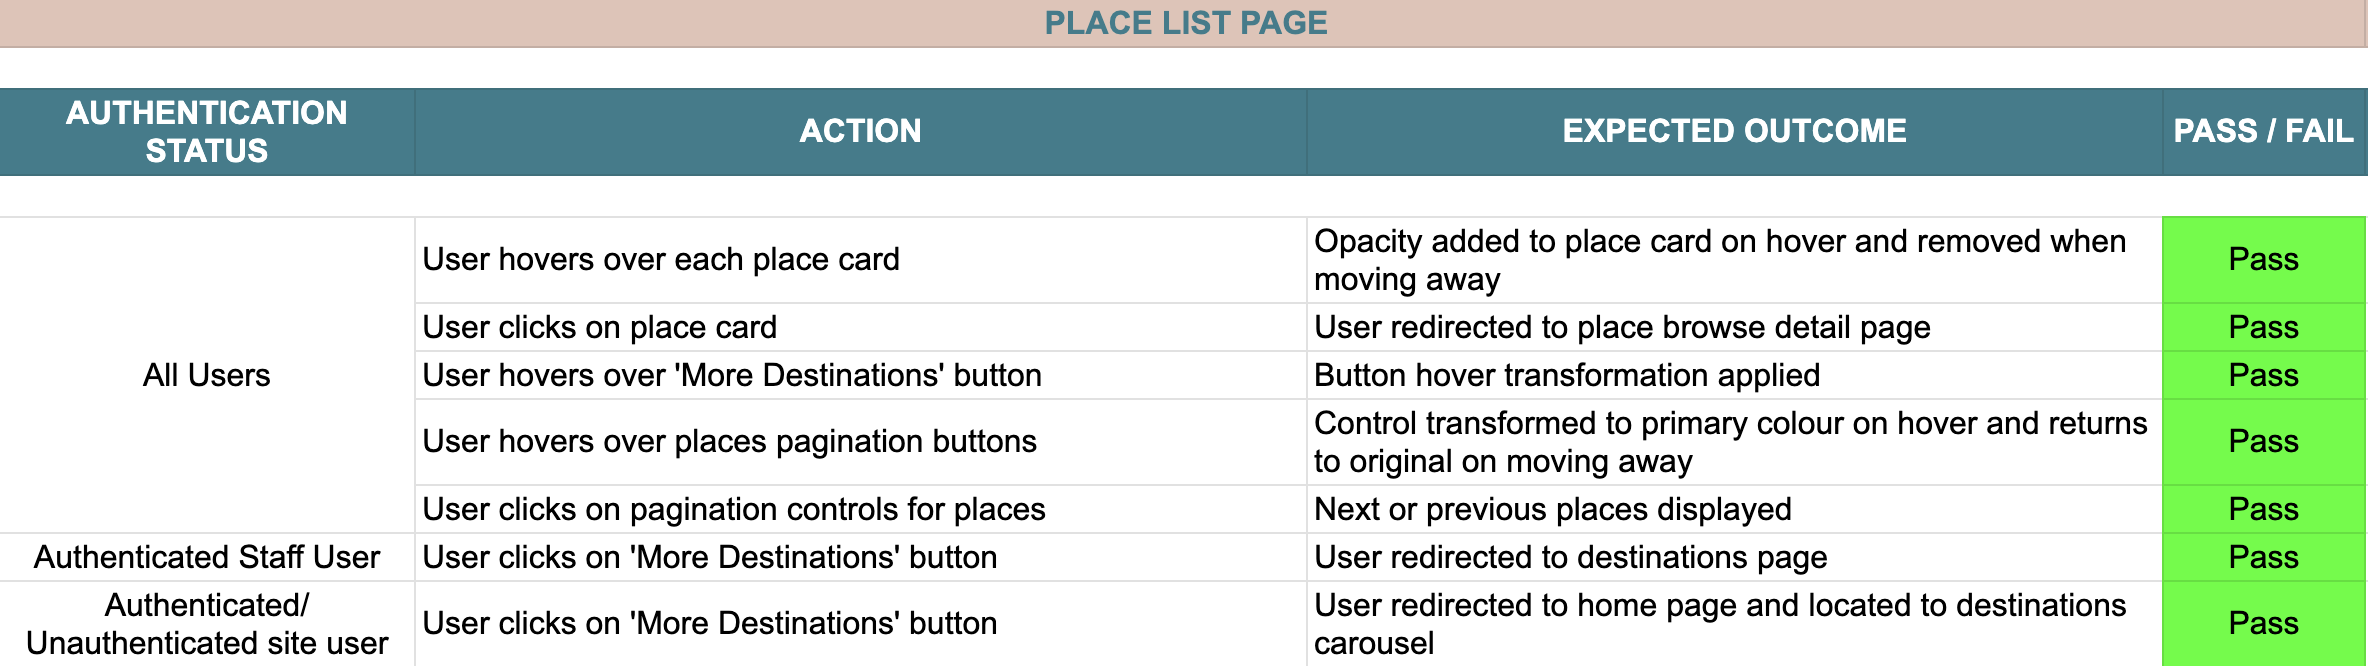 PLACE LIST PAGE
AUTHENTICATION
STATUS
ACTION
EXPECTED OUTCOME
PASS / FAIL
All Users
User hovers over each place card
Opacity added to place card on hover and removed when
moving away
Pass
User clicks on place card
User redirected to place browse detail page
Pass
User hovers over 'More Destinations' button
Button hover transformation applied
Pass
User hovers over places pagination buttons
Control transformed to primary colour on hover and returns
to original on moving away
Pass
User clicks on pagination controls for places
Next or previous places displayed
Pass
Authenticated Staff User
User clicks on 'More Destinations' button
User redirected to destinations page
Pass
Authenticated/
Unauthenticated site user
User clicks on 'More Destinations' button
User redirected to home page and located to destinations
carousel
Pass